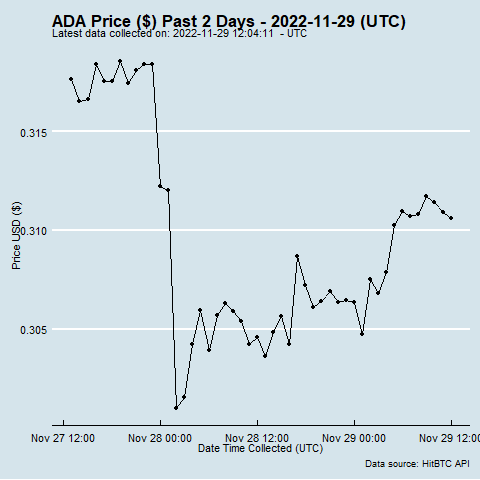 ADA Price ($) Past 2 Days - 2022-11-29 (UTC)
Latest data collected on: 2022-11-29 12:04:11 - UTC
0.315
0.310
0.305
Price USD ($)
Nov 27 12:00 Nov 28 00:00 Nov 28 12:00 Nov 29 00:00 Nov 29 12:00
Date Time Collected (UTC)
Data source: HitBTC API